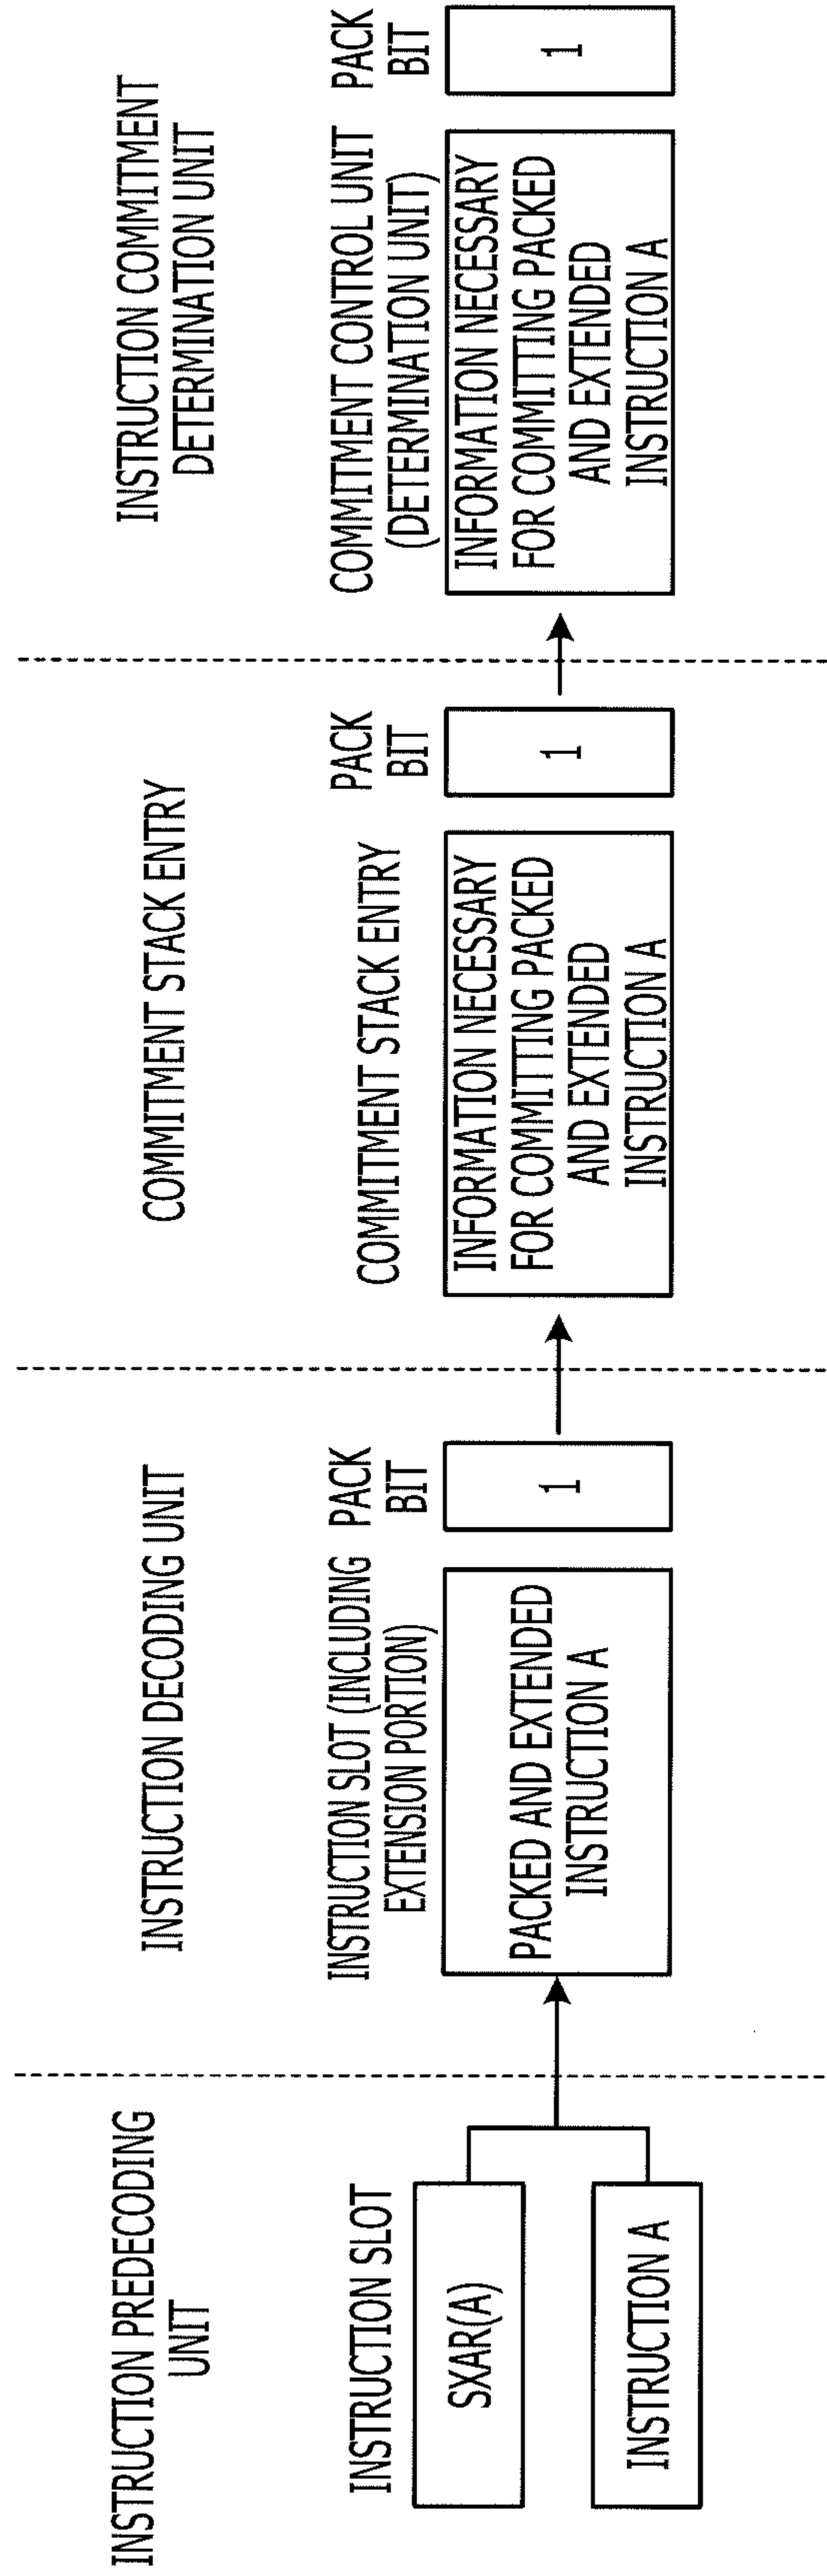 INSTRUCTION PREDECODING
UNIT
INSTRUCTION SLOT
SXAR(A)
INSTRUCTION A
INSTRUCTION DECODING UNIT
INSTRUCTION SLOT (INCLUDING
EXTENSION PORTION)
PACK
BIT
PACKED AND EXTENDED
INSTRUCTION A
1
COMMITMENT STACK ENTRY
COMMITMENT STACK ENTRY
PACK
BIT
INFORMATION NECESSARY
FOR COMMITTING PACKED
AND EXTENDED
INSTRUCTION A
1
INSTRUCTION COMMITMENT
DETERMINATION UNIT
COMMITMENT CONTROL UNIT
(DETERMINATION UNIT)
PACK
BIT
INFORMATION NECESSARY
FOR COMMITTING PACKED
AND EXTENDED
INSTRUCTION A
1